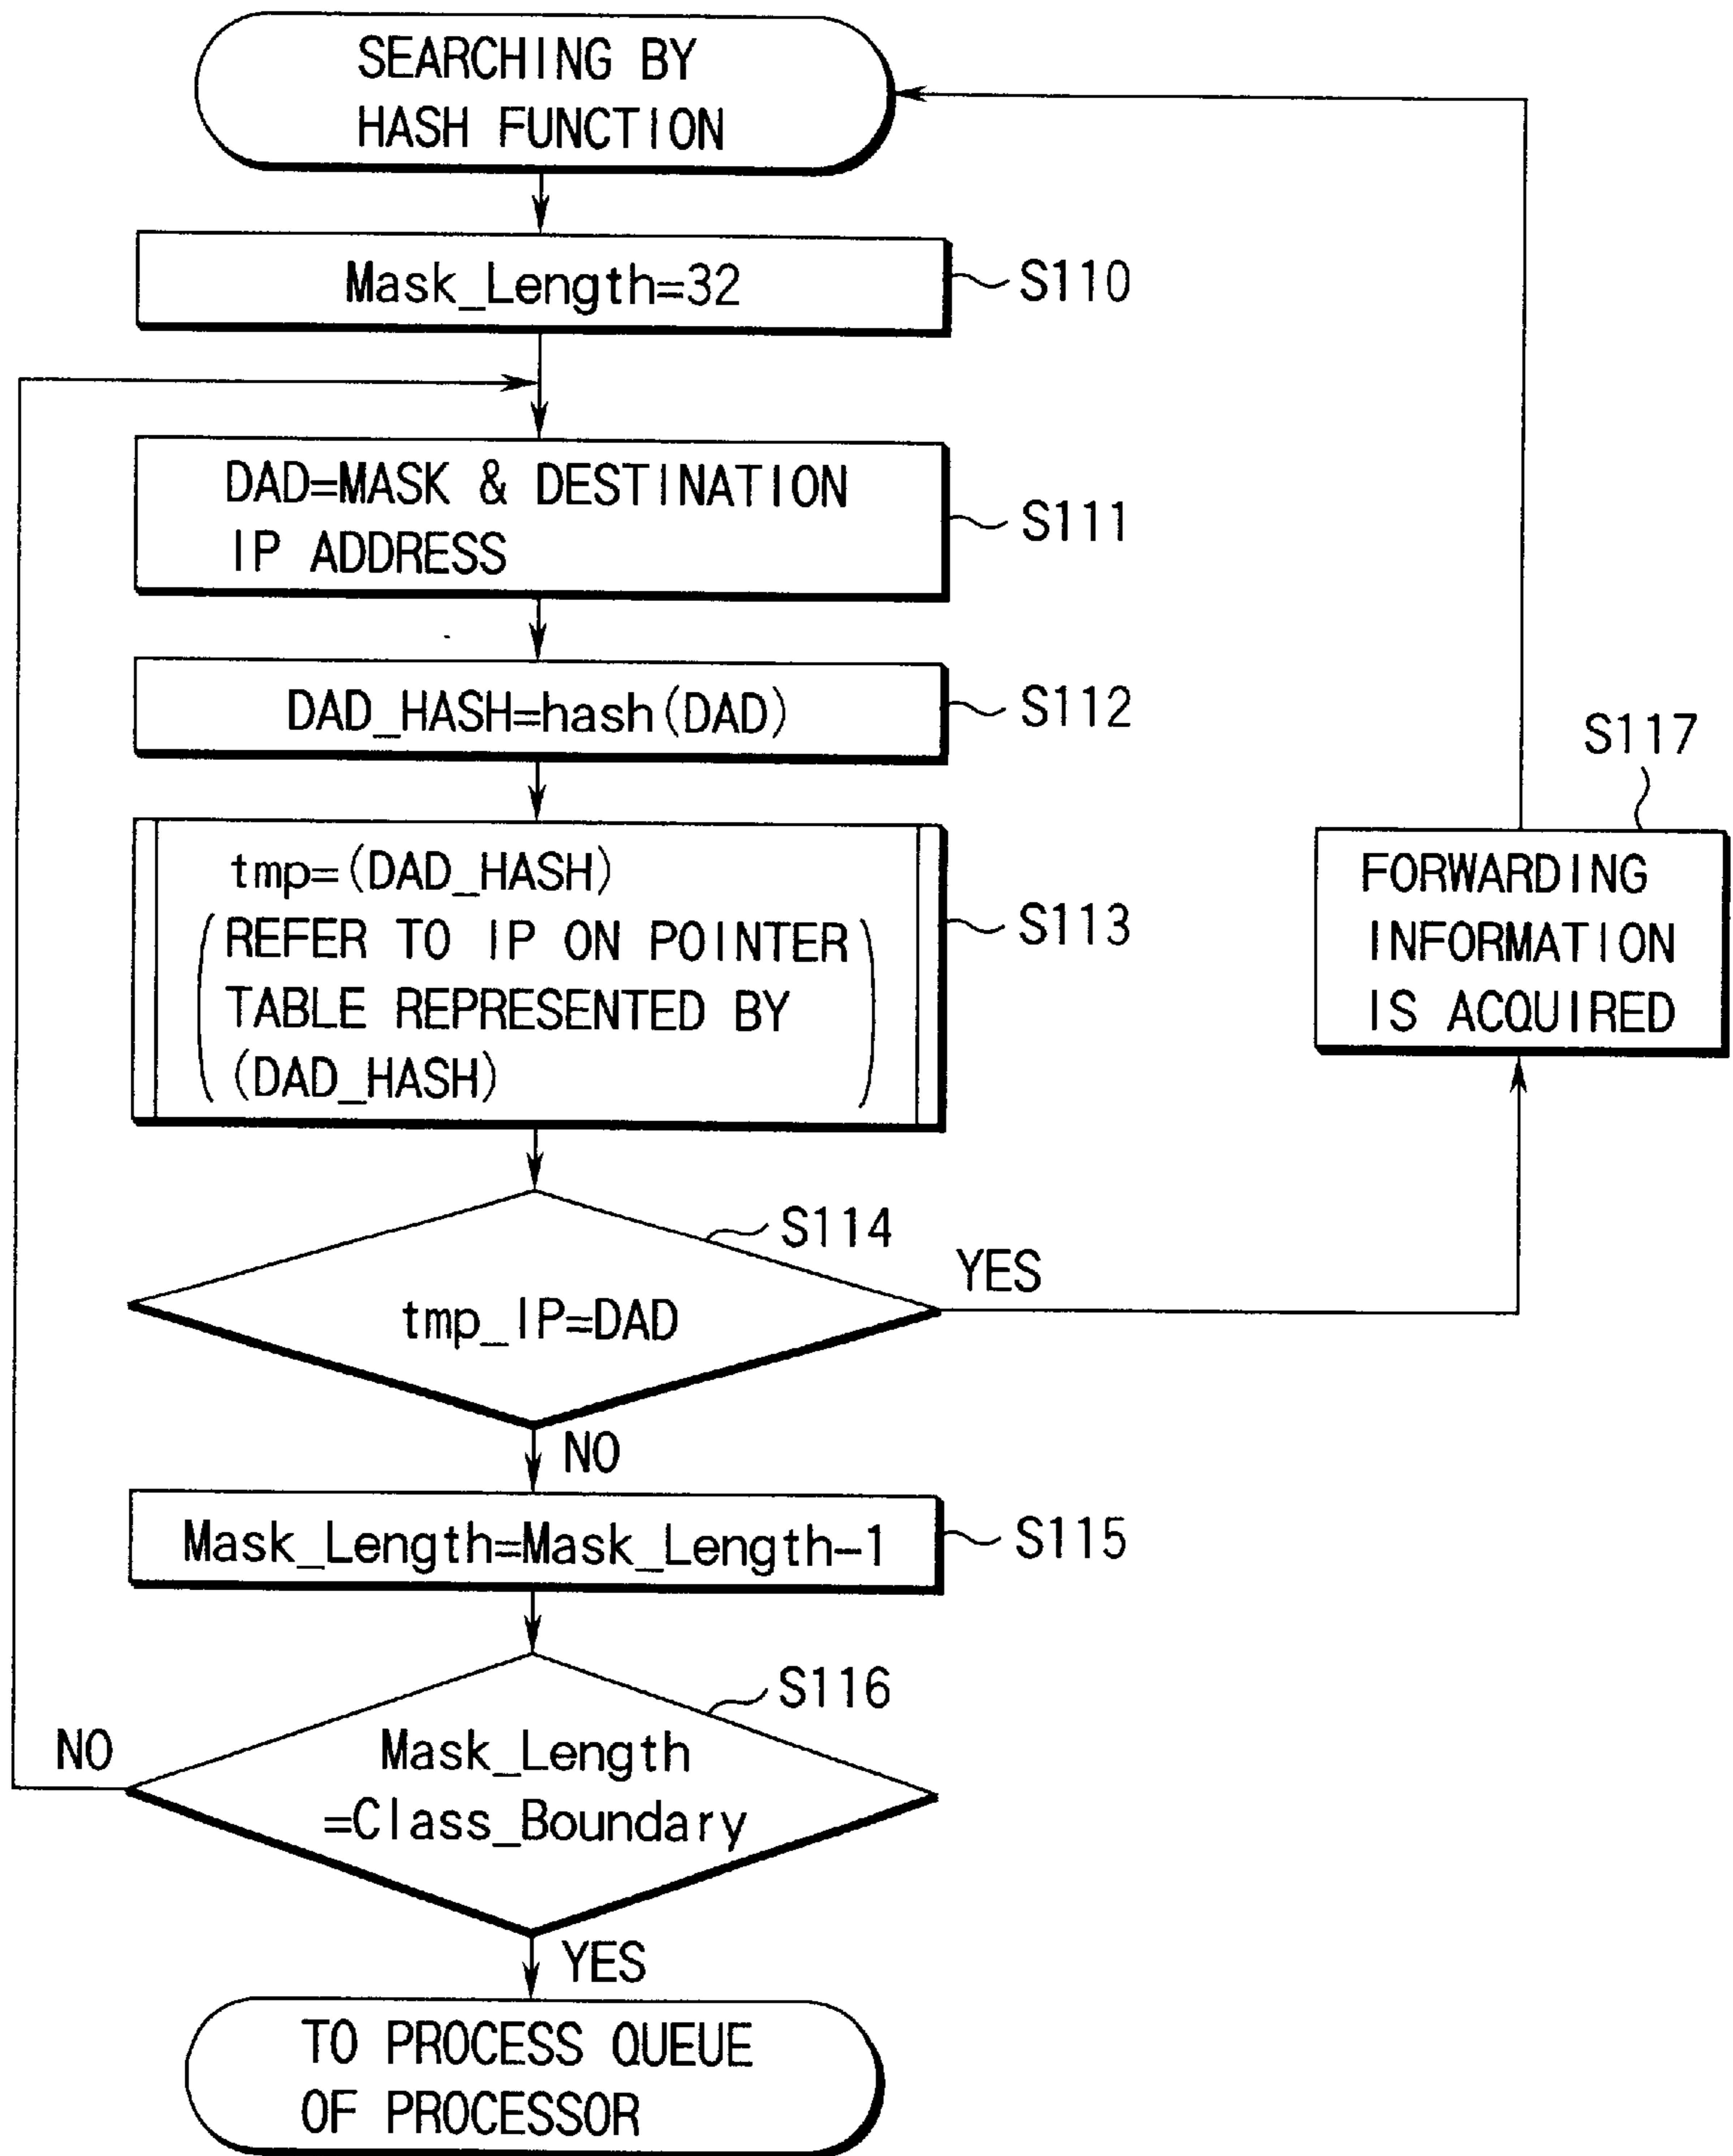 SEARCHING BY
HASH FUNCTION
Mask_Length=32
S110
DAD=MASK & DESTINATION
IP ADDRESS
S111
DAD_HASH=hash(DAD)
S112
tmp=(DAD_HASH)
(REFER TO IP ON POINTER
TABLE REPRESENTED BY
(DAD_HASH))
S113
S114
tmp_IP=DAD
YES
NO
S117
FORWARDING
INFORMATION
IS ACQUIRED
Mask_Length=Mask_Length-1
S115
S116
Mask_Length
=Class_Boundary
NO
YES
TO PROCESS QUEUE
OF PROCESSOR